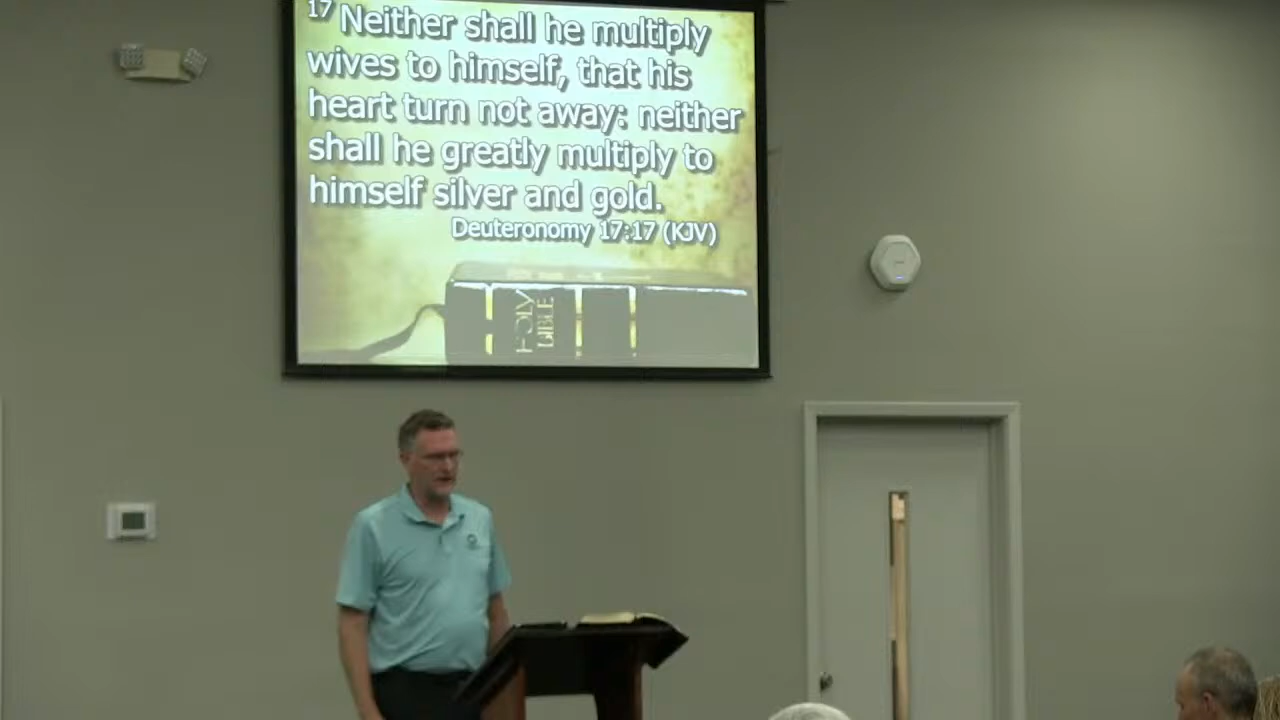 17 Neither shall he multiply
wives to himself, that his
heart turn not away: neither
shall he greatly multiply to
himself silver and gold.
Deuteronomy 17:17 (KJV)
HOLY
BIBLE